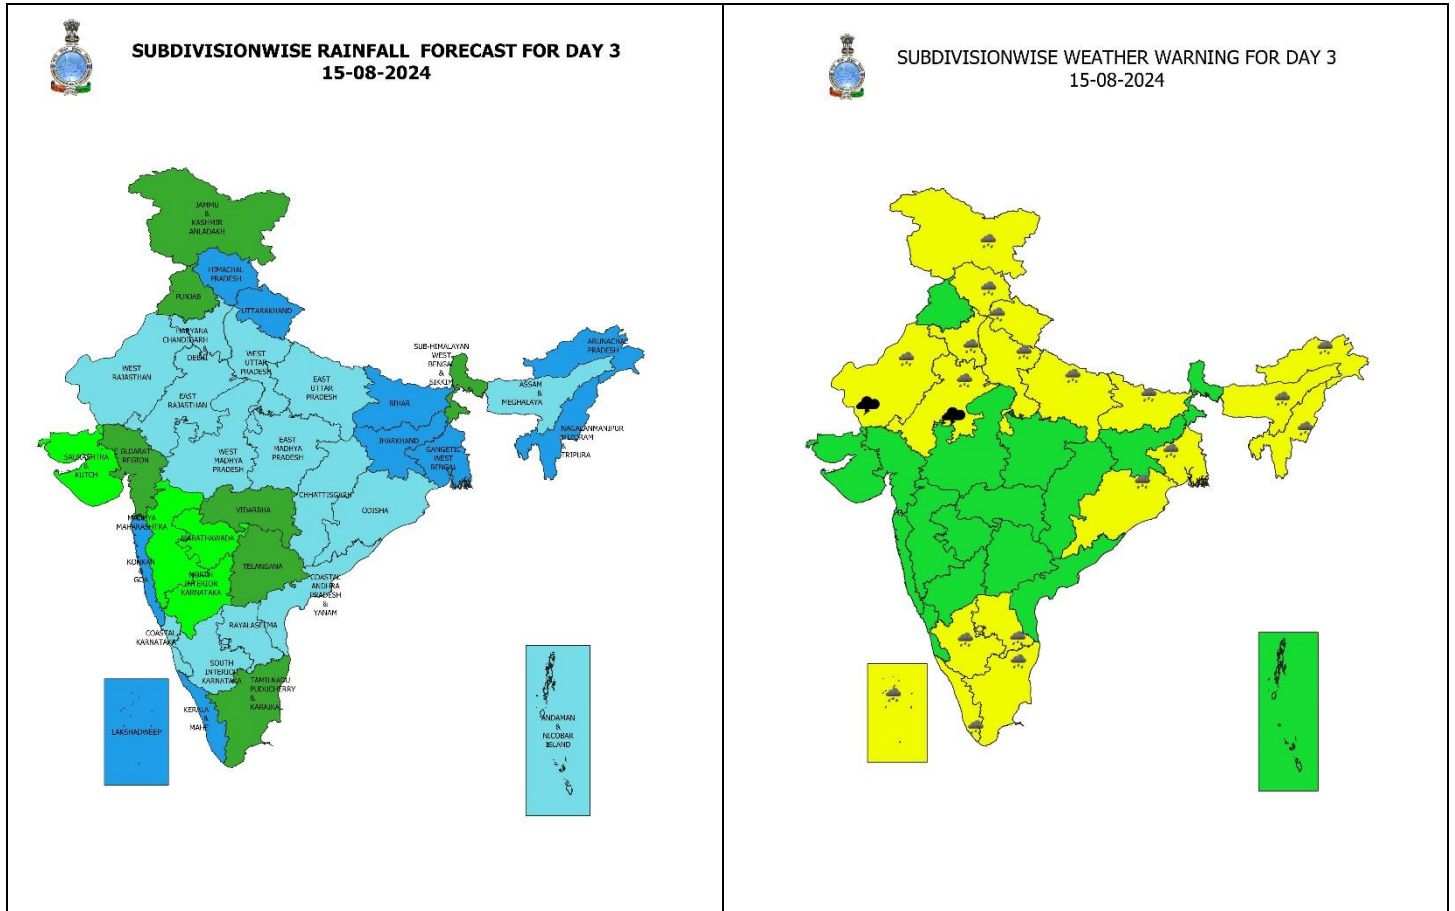 SUBDIVISIONWISE RAINFALL FORECAST FOR DAY 3
15-08-2024
JAMMU
&
KASHMIR
ANLADAKH
HIMACHAL
PRADESH
PUNJAB
UTTARAKHAND
HARYANA
CHANDIGARH
&
DELHI
WEST
UTTAR
PRADESH
WEST
RAJASTHAN
EAST
RAJASTHAN
EAST
UTTAR
PRADESH
SUB-HIMALAYAN
WEST
BENGAL
&
SIKKIM
ARUNACHAL
PRADESH
ASSAM
&
MEGHALAYA
NAGALANMANIPUR
MIZORAM
&
TRIPURA
BIHAR
JHARKHAND
GANGETIC
WEST
BENGAL
SAURASHTRA
&
KUTCH
GUJARAT
REGION
WEST
MADHYA
PRADESH
EAST
MADHYA
PRADESH
CHHATTISGARH
ODISHA
VIDARBHA
MADHYA
MAHARASHTRA
MARATHAWADA
KONKAN
&
GOA
NORTH
INTERIOR
KARNATAKA
TELANGANA
COASTAL
ANDHRA
PRADESH
&
YANAM
RAYALASEEMA
COASTAL
KARNATAKA
SOUTH
INTERIOR
KARNATAKA
TAMILNADU
PUDUCHERRY
&
KARAIKAL
KERALA
&
MAHE
LAKSHADWEEP
ANDAMAN
&
NICOBAR
ISLAND
SUBDIVISIONWISE WEATHER WARNING FOR DAY 3
15-08-2024